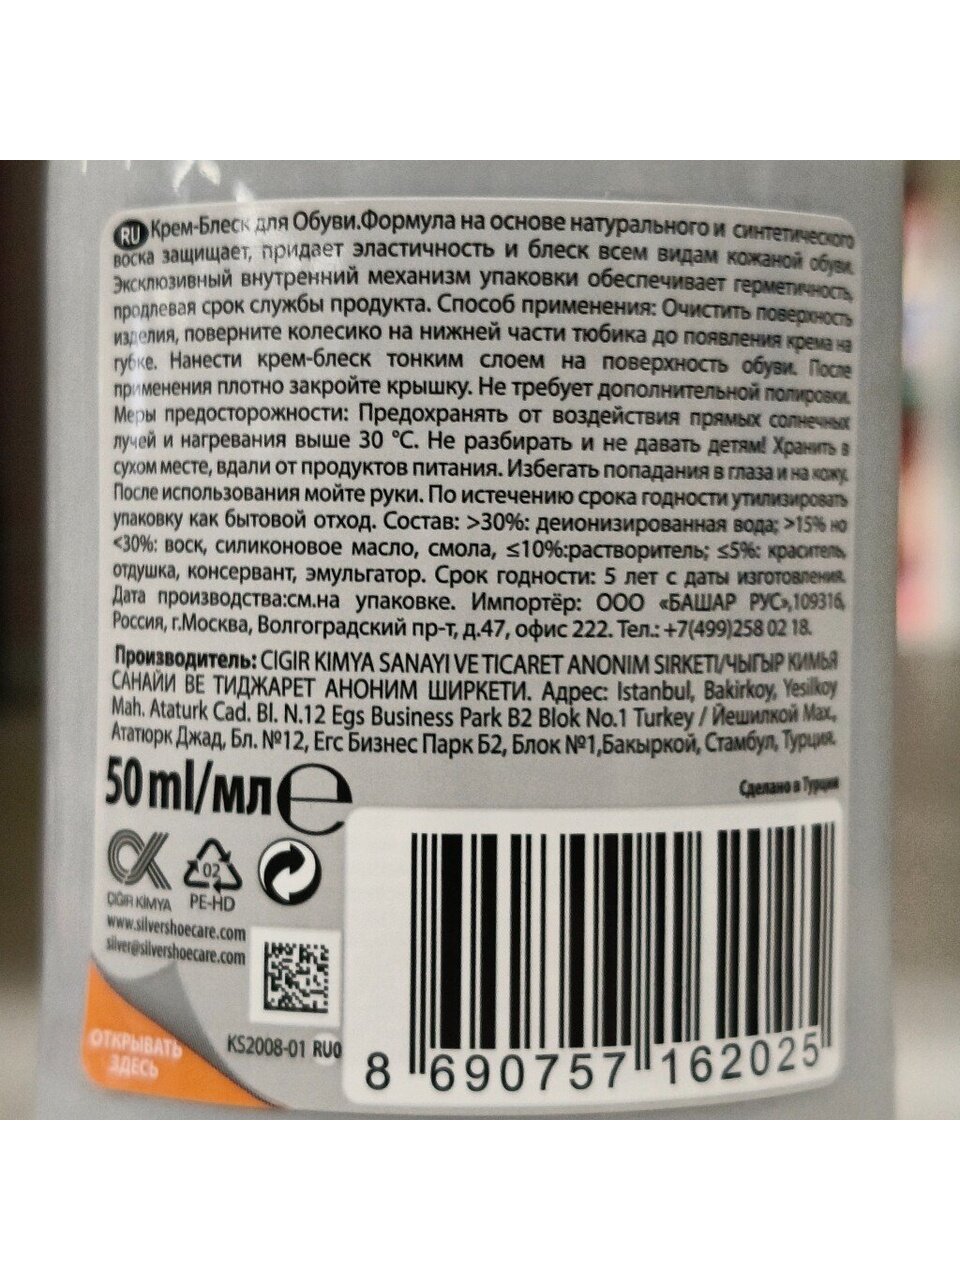 RU Крем-Блеск для Обуви.Формула на основе натурального и синтетического
воска защищает, придает эластичность и блеск всем видам кожаной обуви.
Эксклюзивный внутренний механизм упаковки обеспечивает герметичность,
продлевая срок службы продукта. Способ применения: Очистить поверхность
изделия, поверните колесико на нижней части тюбика до появления крема на
губке. Нанести крем-блеск тонким слоем на поверхность обуви. После
применения плотно закройте крышку. Не требует дополнительной полировки.
Меры предосторожности: Предохранять от воздействия прямых солнечных
лучей и нагревания выше 30 °C. Не разбирать и не давать детям! Хранить в
сухом месте, вдали от продуктов питания. Избегать попадания в глаза и на кожу.
После использования мойте руки. По истечению срока годности утилизировать
упаковку как бытовой отход. Состав: >30%: деионизированная вода; >15% но
<30%: воск, силиконовое масло, смола, ≤10%:растворитель; ≤5%: краситель,
отдушка, консервант, эмульгатор. Срок годности: 5 лет с даты изготовления.
Дата производства:см.на упаковке. Импортёр: ООО «БАШАР РУС»,109316,
Россия, г.Москва, Волгоградский пр-т, д.47, офис 222. Тел.: +7(499)258 02 18.
Производитель: CIGIR KIMYA SANAYI VE TICARET ANONIM SIRKETI/ЧЫГЫР КИМЬЯ
САНАЙИ ВЕ ТИДЖАРЕТ АНОНИМ ШИРКЕТИ. Адрес: Istanbul, Bakirkoy, Yesilkoy
Mah. Ataturk Cad. Bl. N.12 Egs Business Park B2 Blok No.1 Turkey / Йешилкой Мах,
Ататюрк Джад, Бл. №12, Егс Бизнес Парк Б2, Блок №1,Бакыркой, Стамбул, Турция.
50 ml/мл e
Сделано в Турции
ÇIĞIR KİMYA
02
PE-HD
www.silvershoecare.com
silver@silvershoecare.com
ОТКРЫВАТЬ
ЗДЕСЬ
KS2008-01 RU0
8 690757 162025